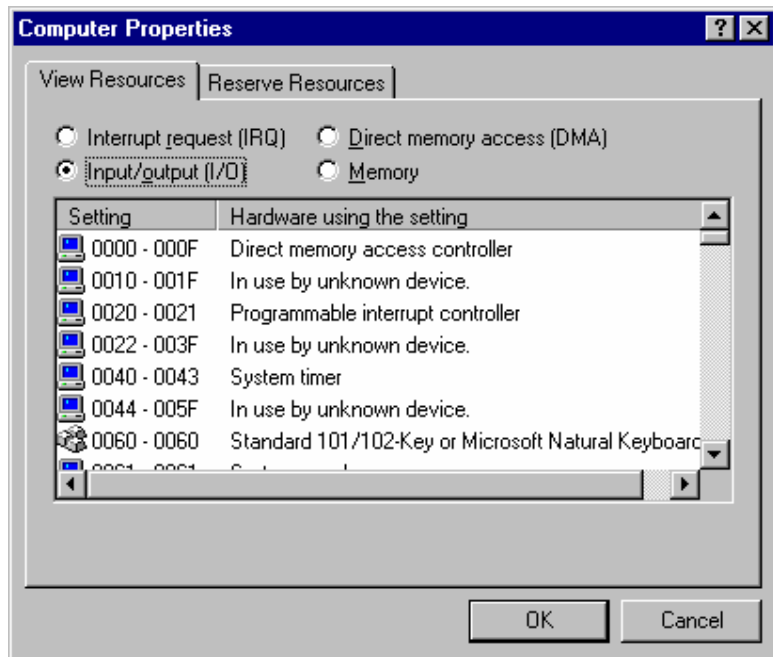 Computer Properties
View Resources Reserve Resources
Interrupt request (IRQ) Direct memory access (DMA)
Input/output (I/O) Memory
Setting Hardware using the setting
0000 - 000F Direct memory access controller
0010 - 001F In use by unknown device.
0020 - 0021 Programmable interrupt controller
0022 - 003F In use by unknown device.
0040 - 0043 System timer
0044 - 005F In use by unknown device.
0060 - 0060 Standard 101/102-Key or Microsoft Natural Keyboard
OK Cancel